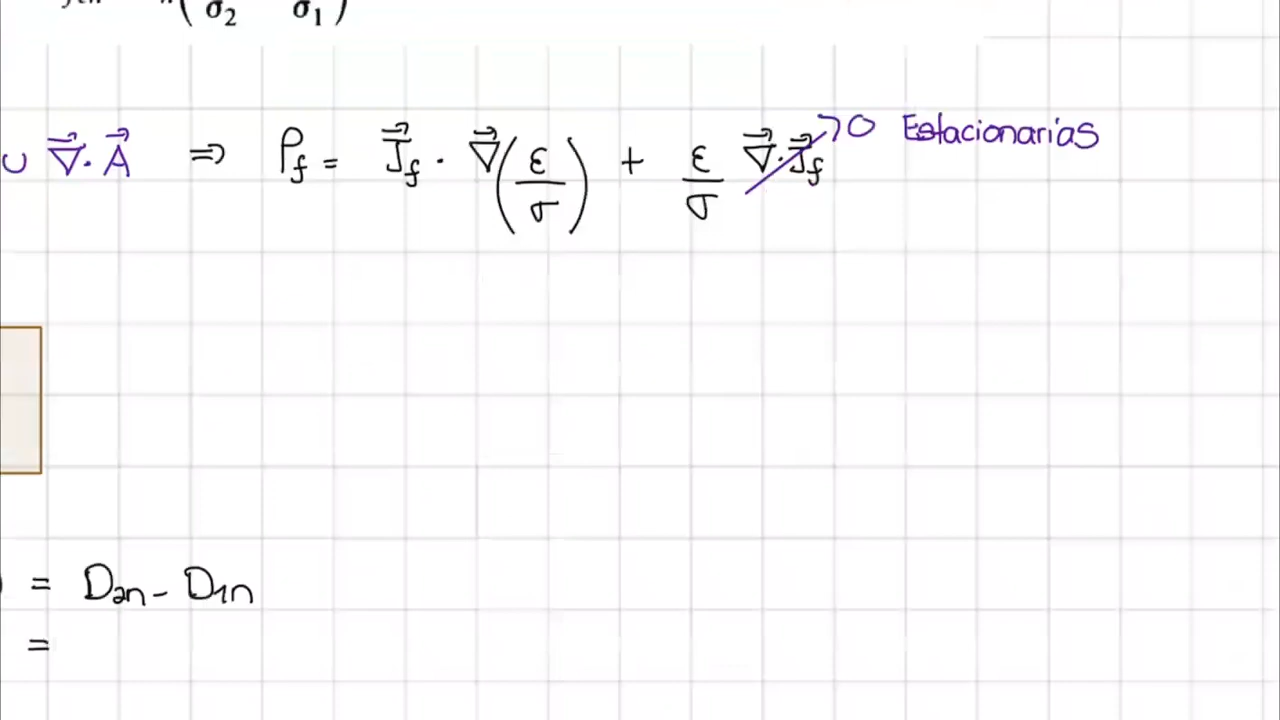 ( σ₂ σ₁ )
u ∇⃗·A⃗ ⇒ ρf = J⃗f · ∇⃗(ε/σ) + ε/σ ∇⃗·J⃗f → 0 Estacionarias
) = D2n - D1n
=